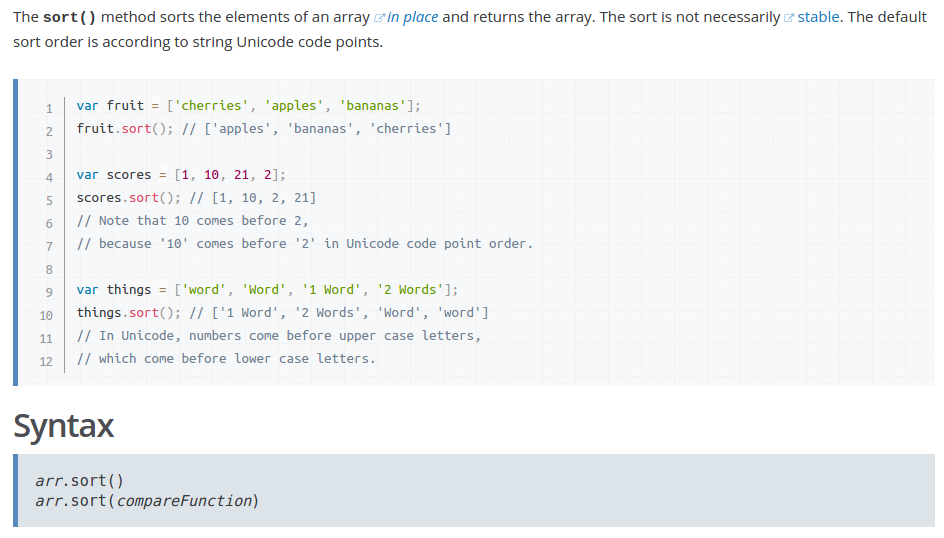 The sort() method sorts the elements of an array in place and returns the array. The sort is not necessarily stable. The default
sort order is according to string Unicode code points.
1 var fruit = ['cherries', 'apples', 'bananas'];
2 fruit.sort(); // ['apples', 'bananas', 'cherries']
3
4 var scores = [1, 10, 21, 2];
5 scores.sort(); // [1, 10, 2, 21]
6 // Note that 10 comes before 2,
7 // because '10' comes before '2' in Unicode code point order.
8
9 var things = ['word', 'Word', '1 Word', '2 Words'];
10 things.sort(); // ['1 Word', '2 Words', 'Word', 'word']
11 // In Unicode, numbers come before upper case letters,
12 // which come before lower case letters.
Syntax
arr.sort()
arr.sort(compareFunction)